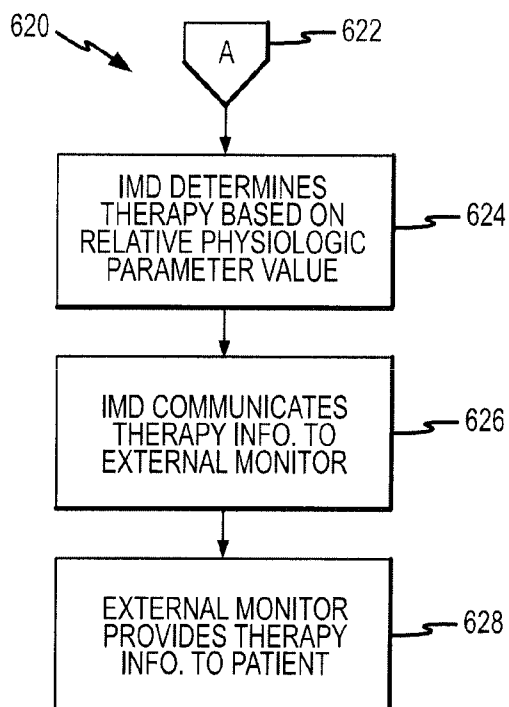 620
A
622
IMD DETERMINES
THERAPY BASED ON
RELATIVE PHYSIOLOGIC
PARAMETER VALUE
624
IMD COMMUNICATES
THERAPY INFO. TO
EXTERNAL MONITOR
626
EXTERNAL MONITOR
PROVIDES THERAPY
INFO. TO PATIENT
628